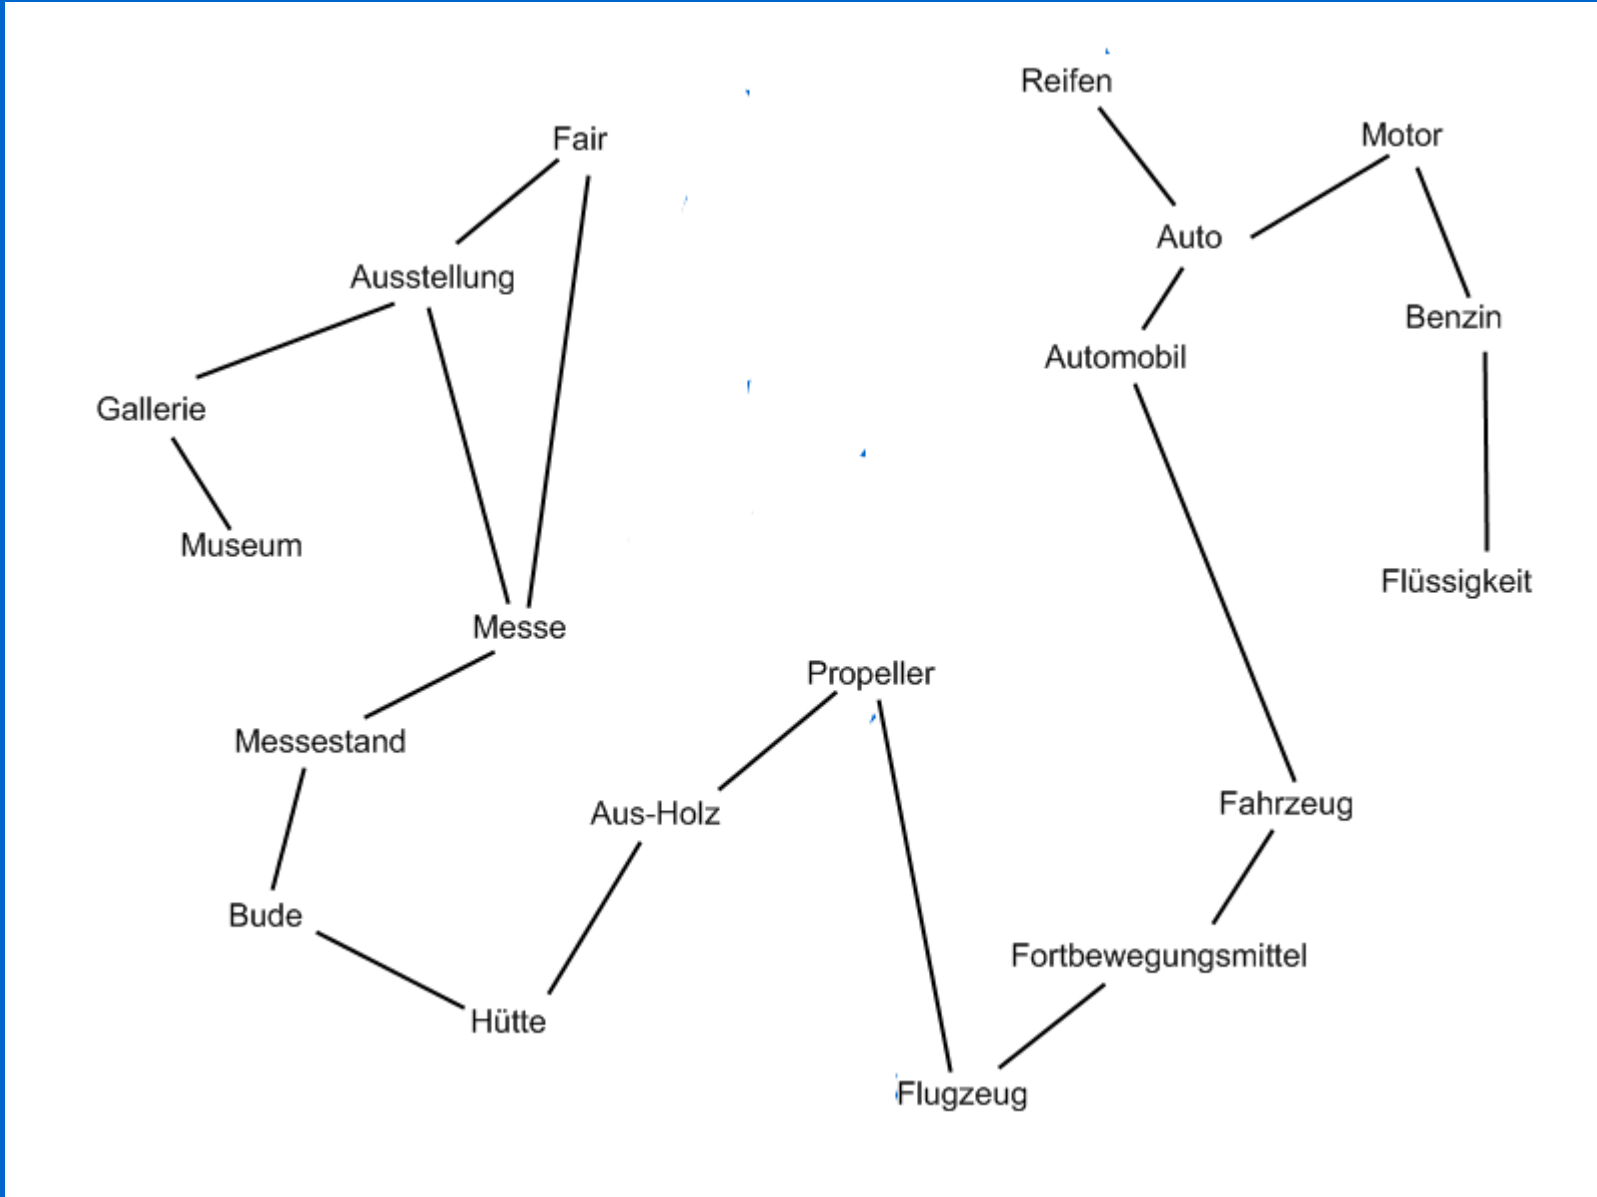 Reifen
Fair
Motor
Auto
Ausstellung
Benzin
Automobil
Gallerie
Museum
Flüssigkeit
Messe
Propeller
Messestand
Aus-Holz
Fahrzeug
Bude
Fortbewegungsmittel
Hütte
Flugzeug